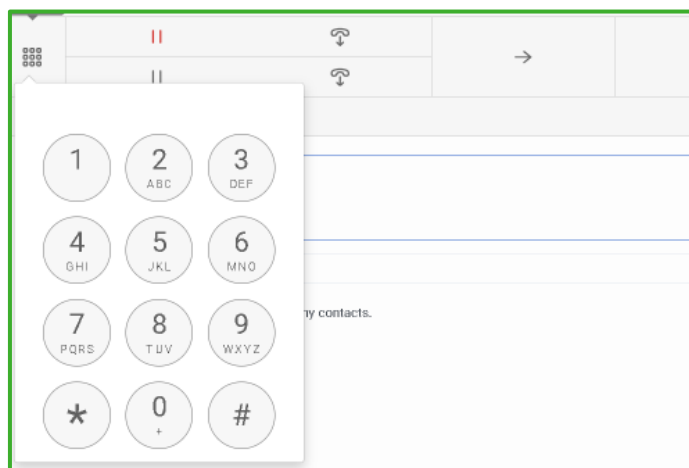 1 2 3
ABC DEF
4 5 6
GHI JKL MNO
7 8 9
PQRS TUV WXYZ
* 0 #
+
contacts.